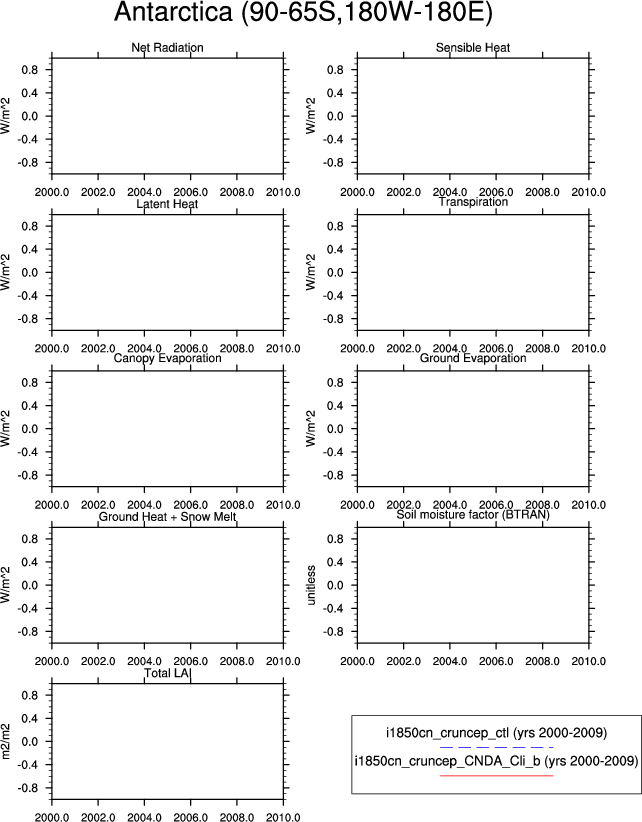 Antarctica (90-65S,180W-180E)
Net Radiation
W/m^2
0.8
0.4
0.0
-0.4
-0.8
2000.0 2002.0 2004.0 2006.0 2008.0 2010.0
Sensible Heat
W/m^2
0.8
0.4
0.0
-0.4
-0.8
2000.0 2002.0 2004.0 2006.0 2008.0 2010.0
Latent Heat
W/m^2
0.8
0.4
0.0
-0.4
-0.8
2000.0 2002.0 2004.0 2006.0 2008.0 2010.0
Transpiration
W/m^2
0.8
0.4
0.0
-0.4
-0.8
2000.0 2002.0 2004.0 2006.0 2008.0 2010.0
Canopy Evaporation
W/m^2
0.8
0.4
0.0
-0.4
-0.8
2000.0 2002.0 2004.0 2006.0 2008.0 2010.0
Ground Evaporation
W/m^2
0.8
0.4
0.0
-0.4
-0.8
2000.0 2002.0 2004.0 2006.0 2008.0 2010.0
Ground Heat + Snow Melt
W/m^2
0.8
0.4
0.0
-0.4
-0.8
2000.0 2002.0 2004.0 2006.0 2008.0 2010.0
Soil moisture factor (BTRAN)
unitless
0.8
0.4
0.0
-0.4
-0.8
2000.0 2002.0 2004.0 2006.0 2008.0 2010.0
Total LAI
m2/m2
0.8
0.4
0.0
-0.4
-0.8
2000.0 2002.0 2004.0 2006.0 2008.0 2010.0
i1850cn_cruncep_ctl (yrs 2000-2009)
i1850cn_cruncep_CNDA_Cli_b (yrs 2000-2009)